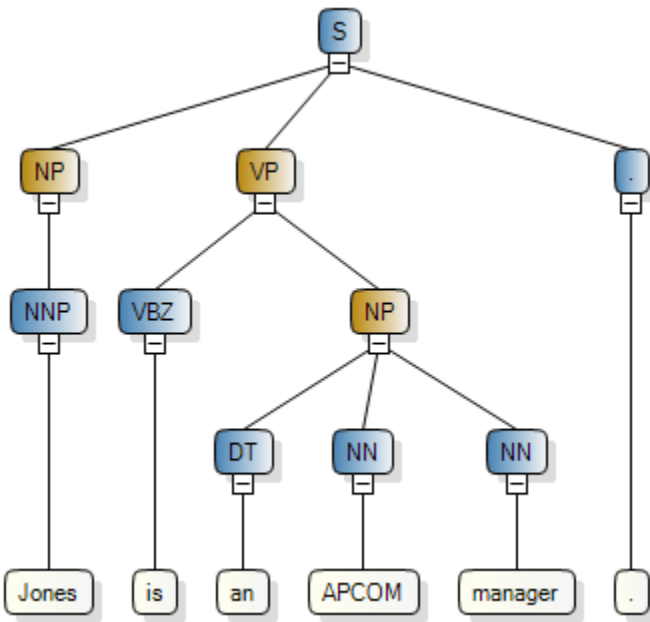 S
NP VP .
NNP VBZ NP
DT NN NN
Jones is an APCOM manager .